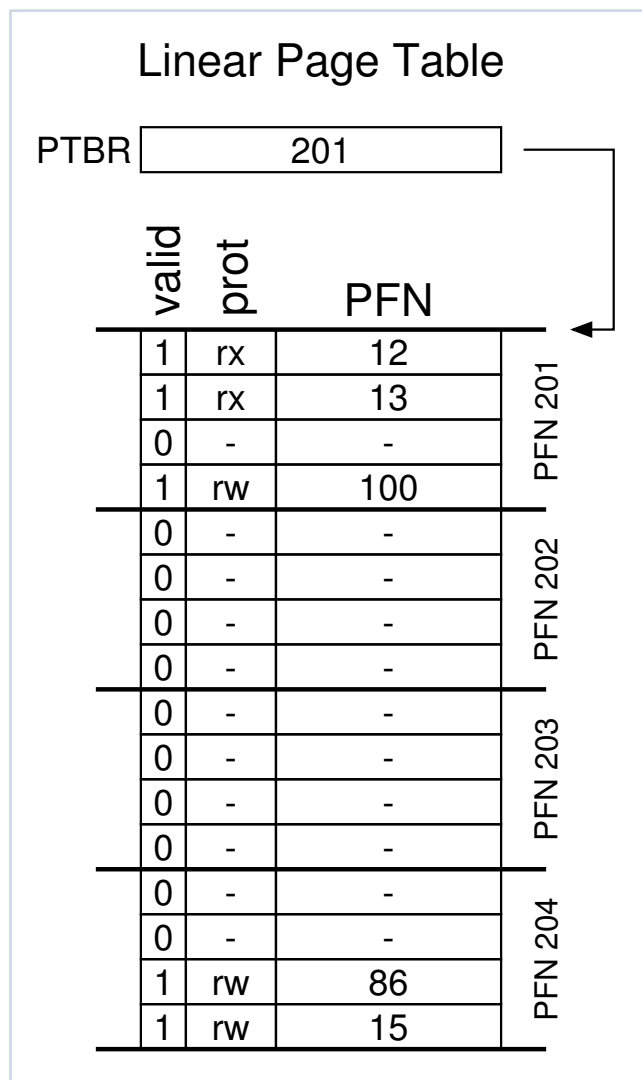 Linear Page Table
PTBR 201
valid prot PFN
1 rx 12
1 rx 13
0 - -
1 rw 100
PFN 201
0 - -
0 - -
0 - -
0 - -
PFN 202
0 - -
0 - -
0 - -
0 - -
PFN 203
0 - -
0 - -
1 rw 86
1 rw 15
PFN 204